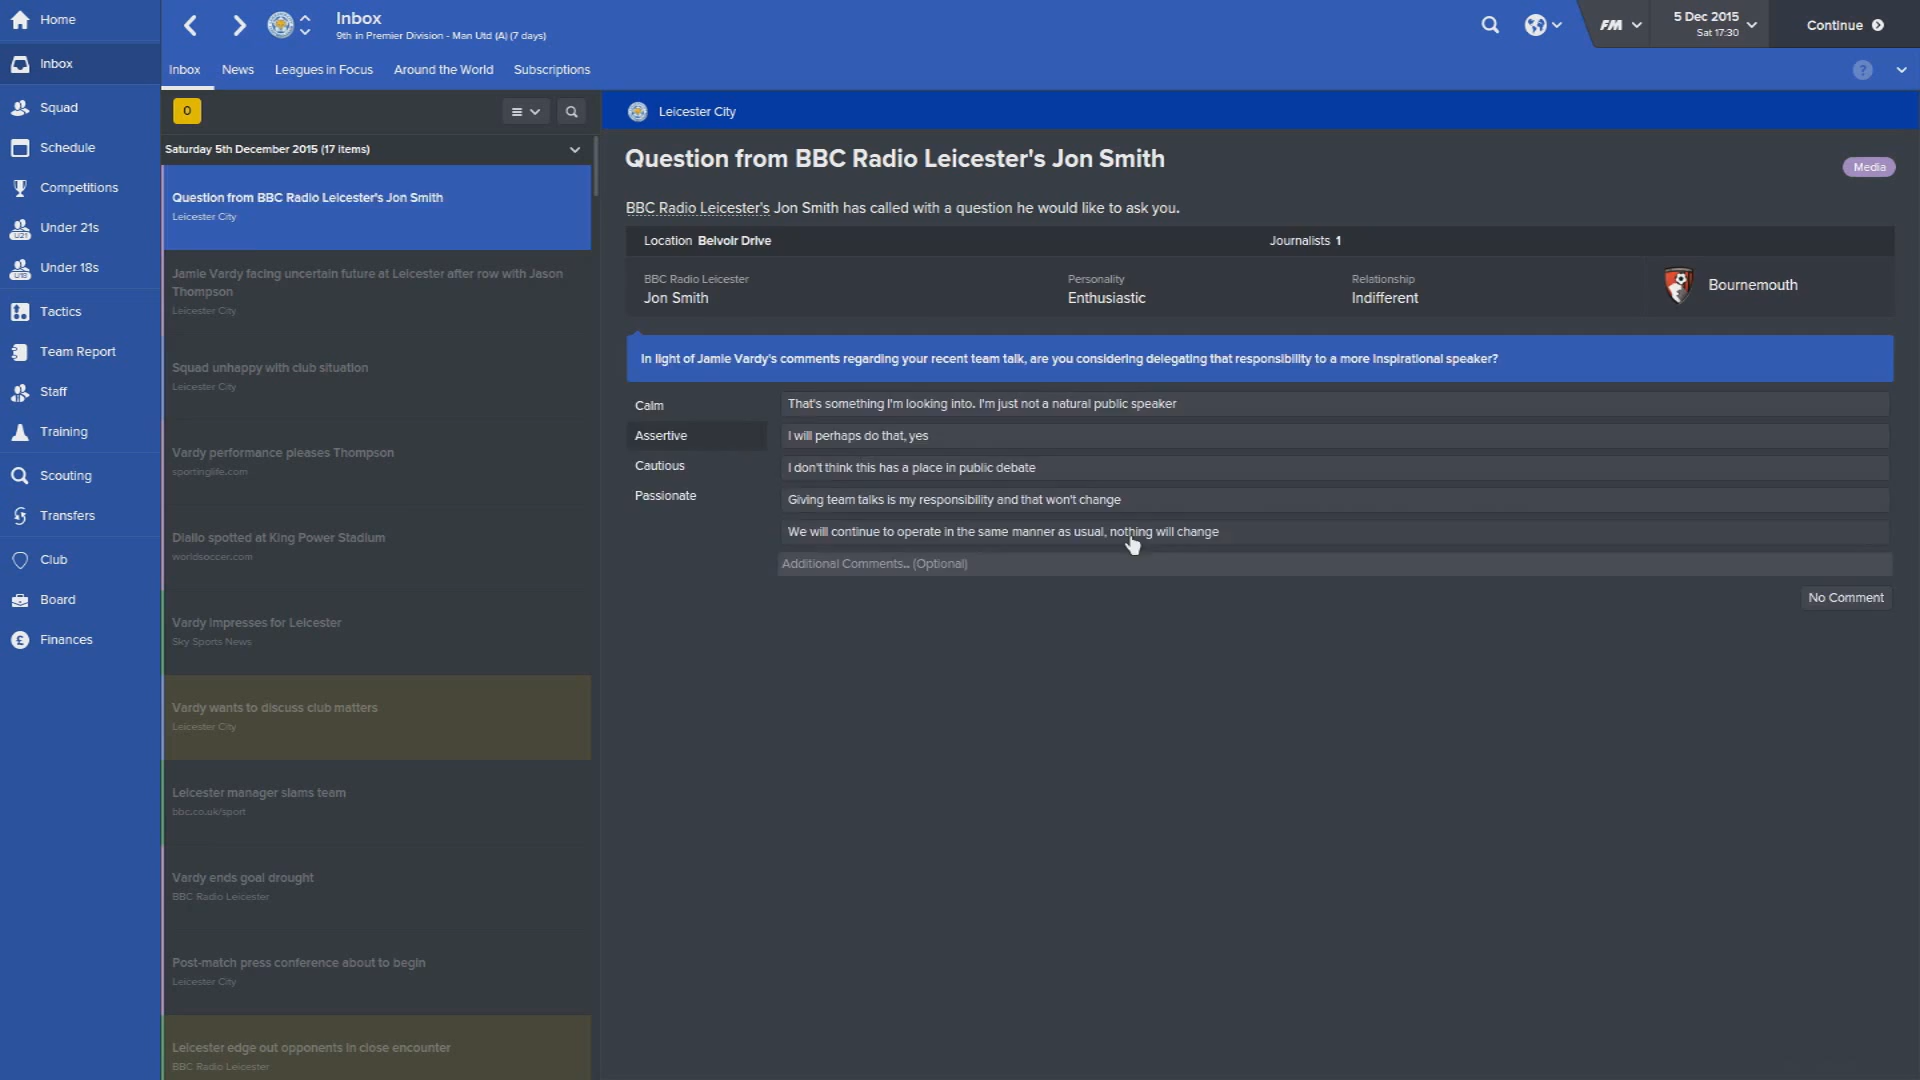 Home
Inbox
Squad
Schedule
Competitions
Under 21s
Under 18s
Tactics
Team Report
Staff
Training
Scouting
Transfers
Club
Board
Finances
Inbox
9th in Premier Division - Man Utd (A) (7 days)
FM
5 Dec 2015
Sat 17:30
Continue
Inbox
News
Leagues in Focus
Around the World
Subscriptions
?
0
Saturday 5th December 2015 (17 items)
Question from BBC Radio Leicester's Jon Smith
Leicester City
Jamie Vardy facing uncertain future at Leicester after row with Jason
Thompson
Leicester City
Squad unhappy with club situation
Leicester City
Vardy performance pleases Thompson
sportinglife.com
Diallo spotted at King Power Stadium
worldsoccer.com
Vardy impresses for Leicester
Sky Sports News
Vardy wants to discuss club matters
Leicester City
Leicester manager slams team
bbc.co.uk/sport
Vardy ends goal drought
BBC Radio Leicester
Post-match press conference about to begin
Leicester City
Leicester edge out opponents in close encounter
BBC Radio Leicester
Leicester City
Question from BBC Radio Leicester's Jon Smith
Media
BBC Radio Leicester's Jon Smith has called with a question he would like to ask you.
Location Belvoir Drive
Journalists 1
BBC Radio Leicester
Jon Smith
Personality
Enthusiastic
Relationship
Indifferent
Bournemouth
In light of Jamie Vardy's comments regarding your recent team talk, are you considering delegating that responsibility to a more inspirational speaker?
Calm
Assertive
Cautious
Passionate
That's something I'm looking into. I'm just not a natural public speaker
I will perhaps do that, yes
I don't think this has a place in public debate
Giving team talks is my responsibility and that won't change
We will continue to operate in the same manner as usual, nothing will change
Additional Comments.. (Optional)
No Comment